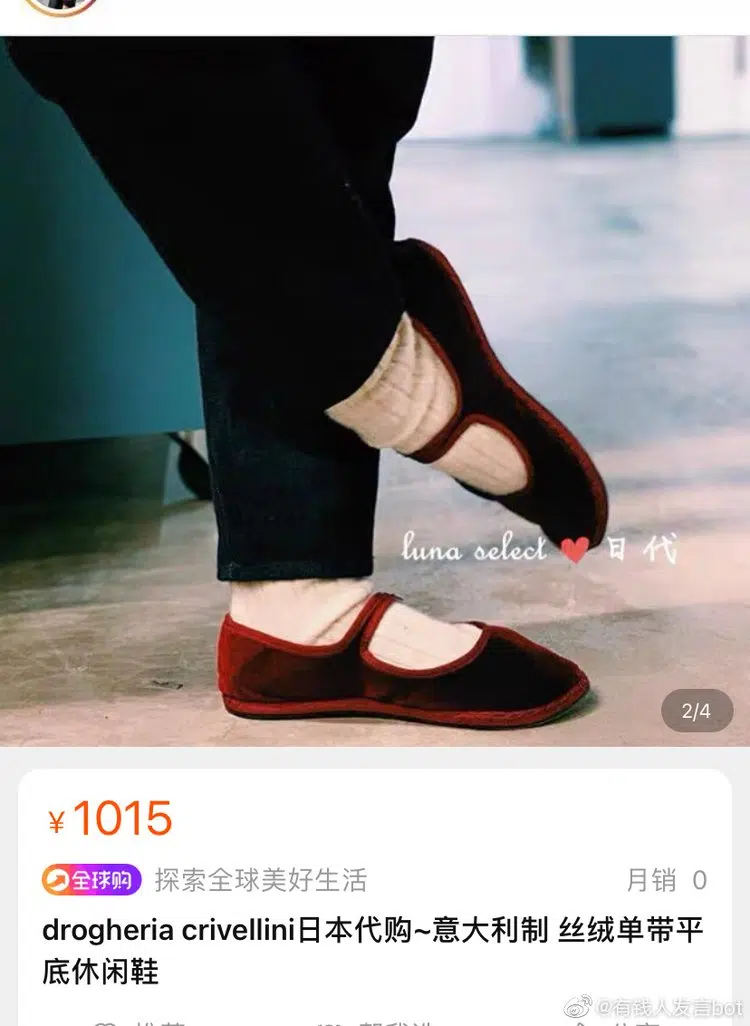 luna select ❤ 日代
2/4
¥1015
全球购 探索全球美好生活 月销 0
drogheria crivellini日本代购~意大利制 丝绒单带平
底休闲鞋
@有钱人发言bot